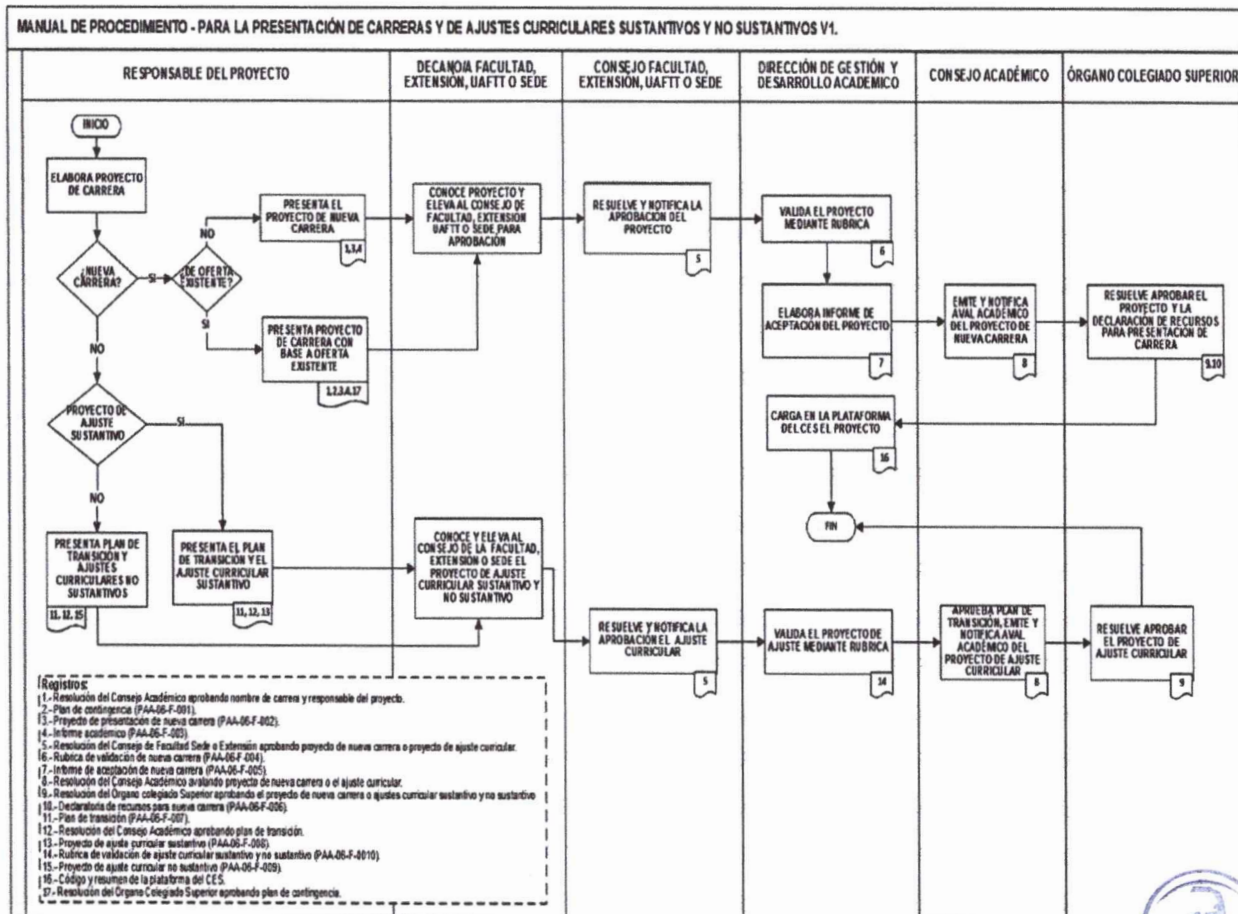 MANUAL DE PROCEDIMIENTO - PARA LA PRESENTACIÓN DE CARRERAS Y DE AJUSTES CURRICULARES SUSTANTIVOS Y NO SUSTANTIVOS V1.
RESPONSABLE DEL PROYECTO
DECANOÍA FACULTAD,
EXTENSIÓN, UAFTT O SEDE
CONSEJO FACULTAD,
EXTENSIÓN, UAFTT O SEDE
DIRECCIÓN DE GESTIÓN Y
DESARROLLO ACADEMICO
CONSEJO ACADÉMICO
ÓRGANO COLEGIADO SUPERIOR
INICIO
ELABORA PROYECTO
DE CARRERA
¿NUEVA
CARRERA?
SI
¿DE OFERTA
EXISTENTE?
NO
PRESENTA EL
PROYECTO DE NUEVA
CARRERA
1,3,4
SI
PRESENTA PROYECTO
DE CARRERA CON
BASE A OFERTA
EXISTENTE
1,2,3,4,17
CONOCE PROYECTO Y
ELEVA AL CONSEJO DE
FACULTAD, EXTENSIÓN
UAFTT O SEDE, PARA
APROBACIÓN
RESUELVE Y NOTIFICA LA
APROBACIÓN DEL
PROYECTO
5
VALIDA EL PROYECTO
MEDIANTE RUBRICA
6
ELABORA INFORME DE
ACEPTACIÓN DEL PROYECTO
7
EMITE Y NOTIFICA
AVAL ACADÉMICO
DEL PROYECTO DE
NUEVA CARRERA
8
RESUELVE APROBAR EL
PROYECTO Y LA
DECLARACIÓN DE RECURSOS
PARA PRESENTACIÓN DE
CARRERA
9,10
CARGA EN LA PLATAFORMA
DEL CES EL PROYECTO
16
FIN
NO
PROYECTO DE
AJUSTE
SUSTANTIVO
SI
NO
PRESENTA PLAN DE
TRANSICIÓN Y
AJUSTES
CURRICULARES NO
SUSTANTIVOS
11, 12, 15
PRESENTA EL PLAN
DE TRANSICIÓN Y EL
AJUSTE CURRICULAR
SUSTANTIVO
11, 12, 13
CONOCE Y ELEVA AL
CONSEJO DE LA FACULTAD,
EXTENSIÓN O SEDE EL
PROYECTO DE AJUSTE
CURRICULAR SUSTANTIVO Y
NO SUSTANTIVO
RESUELVE Y NOTIFICA LA
APROBACIÓN EL AJUSTE
CURRICULAR
5
VALIDA EL PROYECTO DE
AJUSTE MEDIANTE RUBRICA
14
APRUEBA PLAN DE
TRANSICIÓN, EMITE Y
NOTIFICA AVAL
ACADÉMICO DEL
PROYECTO DE AJUSTE
CURRICULAR
8
RESUELVE APROBAR
EL PROYECTO DE
AJUSTE CURRICULAR
9
Registros:
1.- Resolución del Consejo Académico aprobando nombre de carrera y responsable del proyecto.
2.- Plan de contingencia (PAA-06-F-001).
3.- Proyecto de presentación de nueva carrera (PAA-06-F-002).
4.- Informe académico (PAA-06-F-003).
5.- Resolución del Consejo de Facultad Sede o Extensión aprobando proyecto de nueva carrera o proyecto de ajuste curricular.
6.- Rubrica de validación de nueva carrera (PAA-06-F-004).
7.- Informe de aceptación de nueva carrera (PAA-06-F-005).
8.- Resolución del Consejo Académico avalando proyecto de nueva carrera o el ajuste curricular.
9.- Resolución del Órgano colegiado Superior aprobando el proyecto de nueva carrera o ajustes curricular sustantivo y no sustantivo
10.- Declaratoria de recursos para nueva carrera (PAA-06-F-006).
11.- Plan de transición (PAA-06-F-007).
12.- Resolución del Consejo Académico aprobando plan de transición.
13.- Proyecto de ajuste curricular sustantivo (PAA-06-F-008).
14.- Rubrica de validación de ajuste curricular sustantivo y no sustantivo (PAA-06-F-0010).
15.- Proyecto de ajuste curricular no sustantivo (PAA-06-F-009).
16.- Código y resumen de la plataforma del CES.
17.- Resolución del Órgano Colegiado Superior aprobando plan de contingencia.